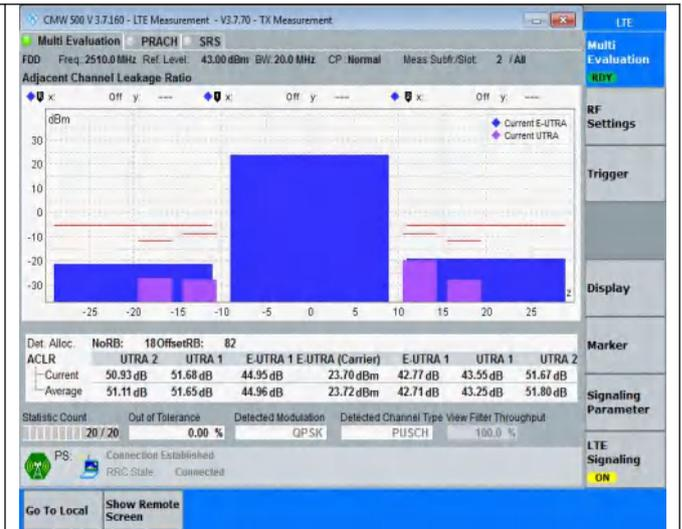 CMW 500 V 3.7.160 - LTE Measurement - V3.7.70 - TX Measurement
LTE
Multi Evaluation PRACH SRS
FDD Freq.:2510.0 MHz Ref. Level: 43.00 dBm BW:20.0 MHz CP :Normal Meas Subfr./Slot: 2 / All
Adjacent Channel Leakage Ratio
x: Off y: --- x: Off y: --- x: Off y: ---
dBm
Current E-UTRA
Current UTRA
30
20
10
0
-10
-20
-30
-25 -20 -15 -10 -5 0 5 10 15 20 25
z
Det. Alloc. NoRB: 18 OffsetRB: 82
ACLR UTRA 2 UTRA 1 E-UTRA 1 E-UTRA (Carrier) E-UTRA 1 UTRA 1 UTRA 2
Current 50.93 dB 51.68 dB 44.95 dB 23.70 dBm 42.77 dB 43.55 dB 51.67 dB
Average 51.11 dB 51.65 dB 44.96 dB 23.72 dBm 42.71 dB 43.25 dB 51.80 dB
Statistic Count Out of Tolerance Detected Modulation Detected Channel Type View Filter Throughput
20 / 20 0.00 % QPSK PUSCH 100.0 %
PS: Connection Established
RRC State: Connected
Multi Evaluation
RDY
RF Settings
Trigger
Display
Marker
Signaling Parameter
LTE Signaling
ON
Go To Local
Show Remote Screen